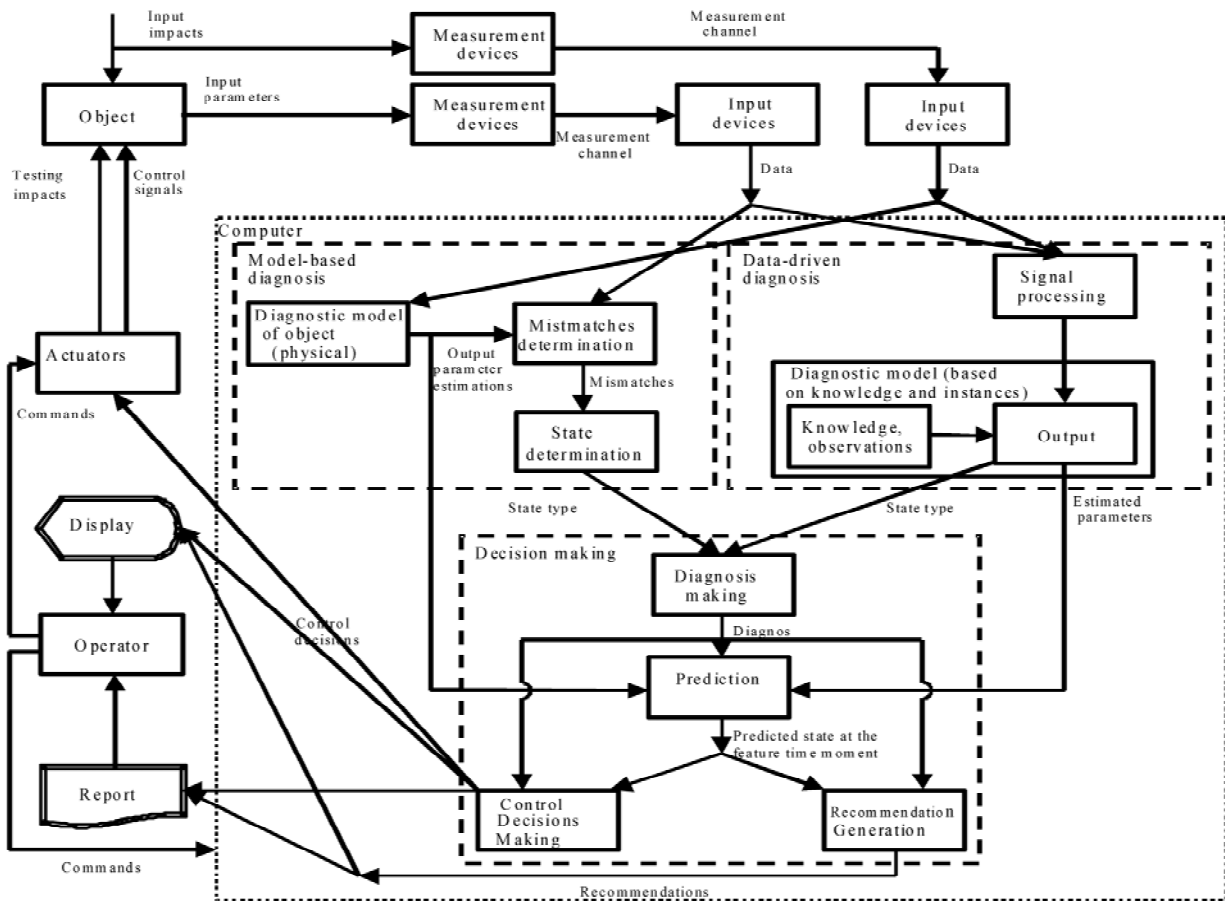 Input
impacts
Measurement
devices
Measurement
channel
Object
Input
parameters
Measurement
devices
Measurement
channel
Input
devices
Input
devices
Testing
impacts
Control
signals
Data
Data
Computer
Model-based
diagnosis
Data-driven
diagnosis
Signal
processing
Diagnostic model
of object
(physical)
Mistmatches
determination
Actuators
Output
parameter
estimations
Mismatches
Diagnostic model (based
on knowledge and instances)
Commands
State
determination
Knowledge,
observations
Output
Display
State type
State type
Estimated
parameters
Decision making
Diagnosis
making
Operator
Control
decisions
Diagnos
Prediction
Predicted state at the
feature time moment
Report
Control
Decisions
Making
Recommendation
Generation
Commands
Recommendations